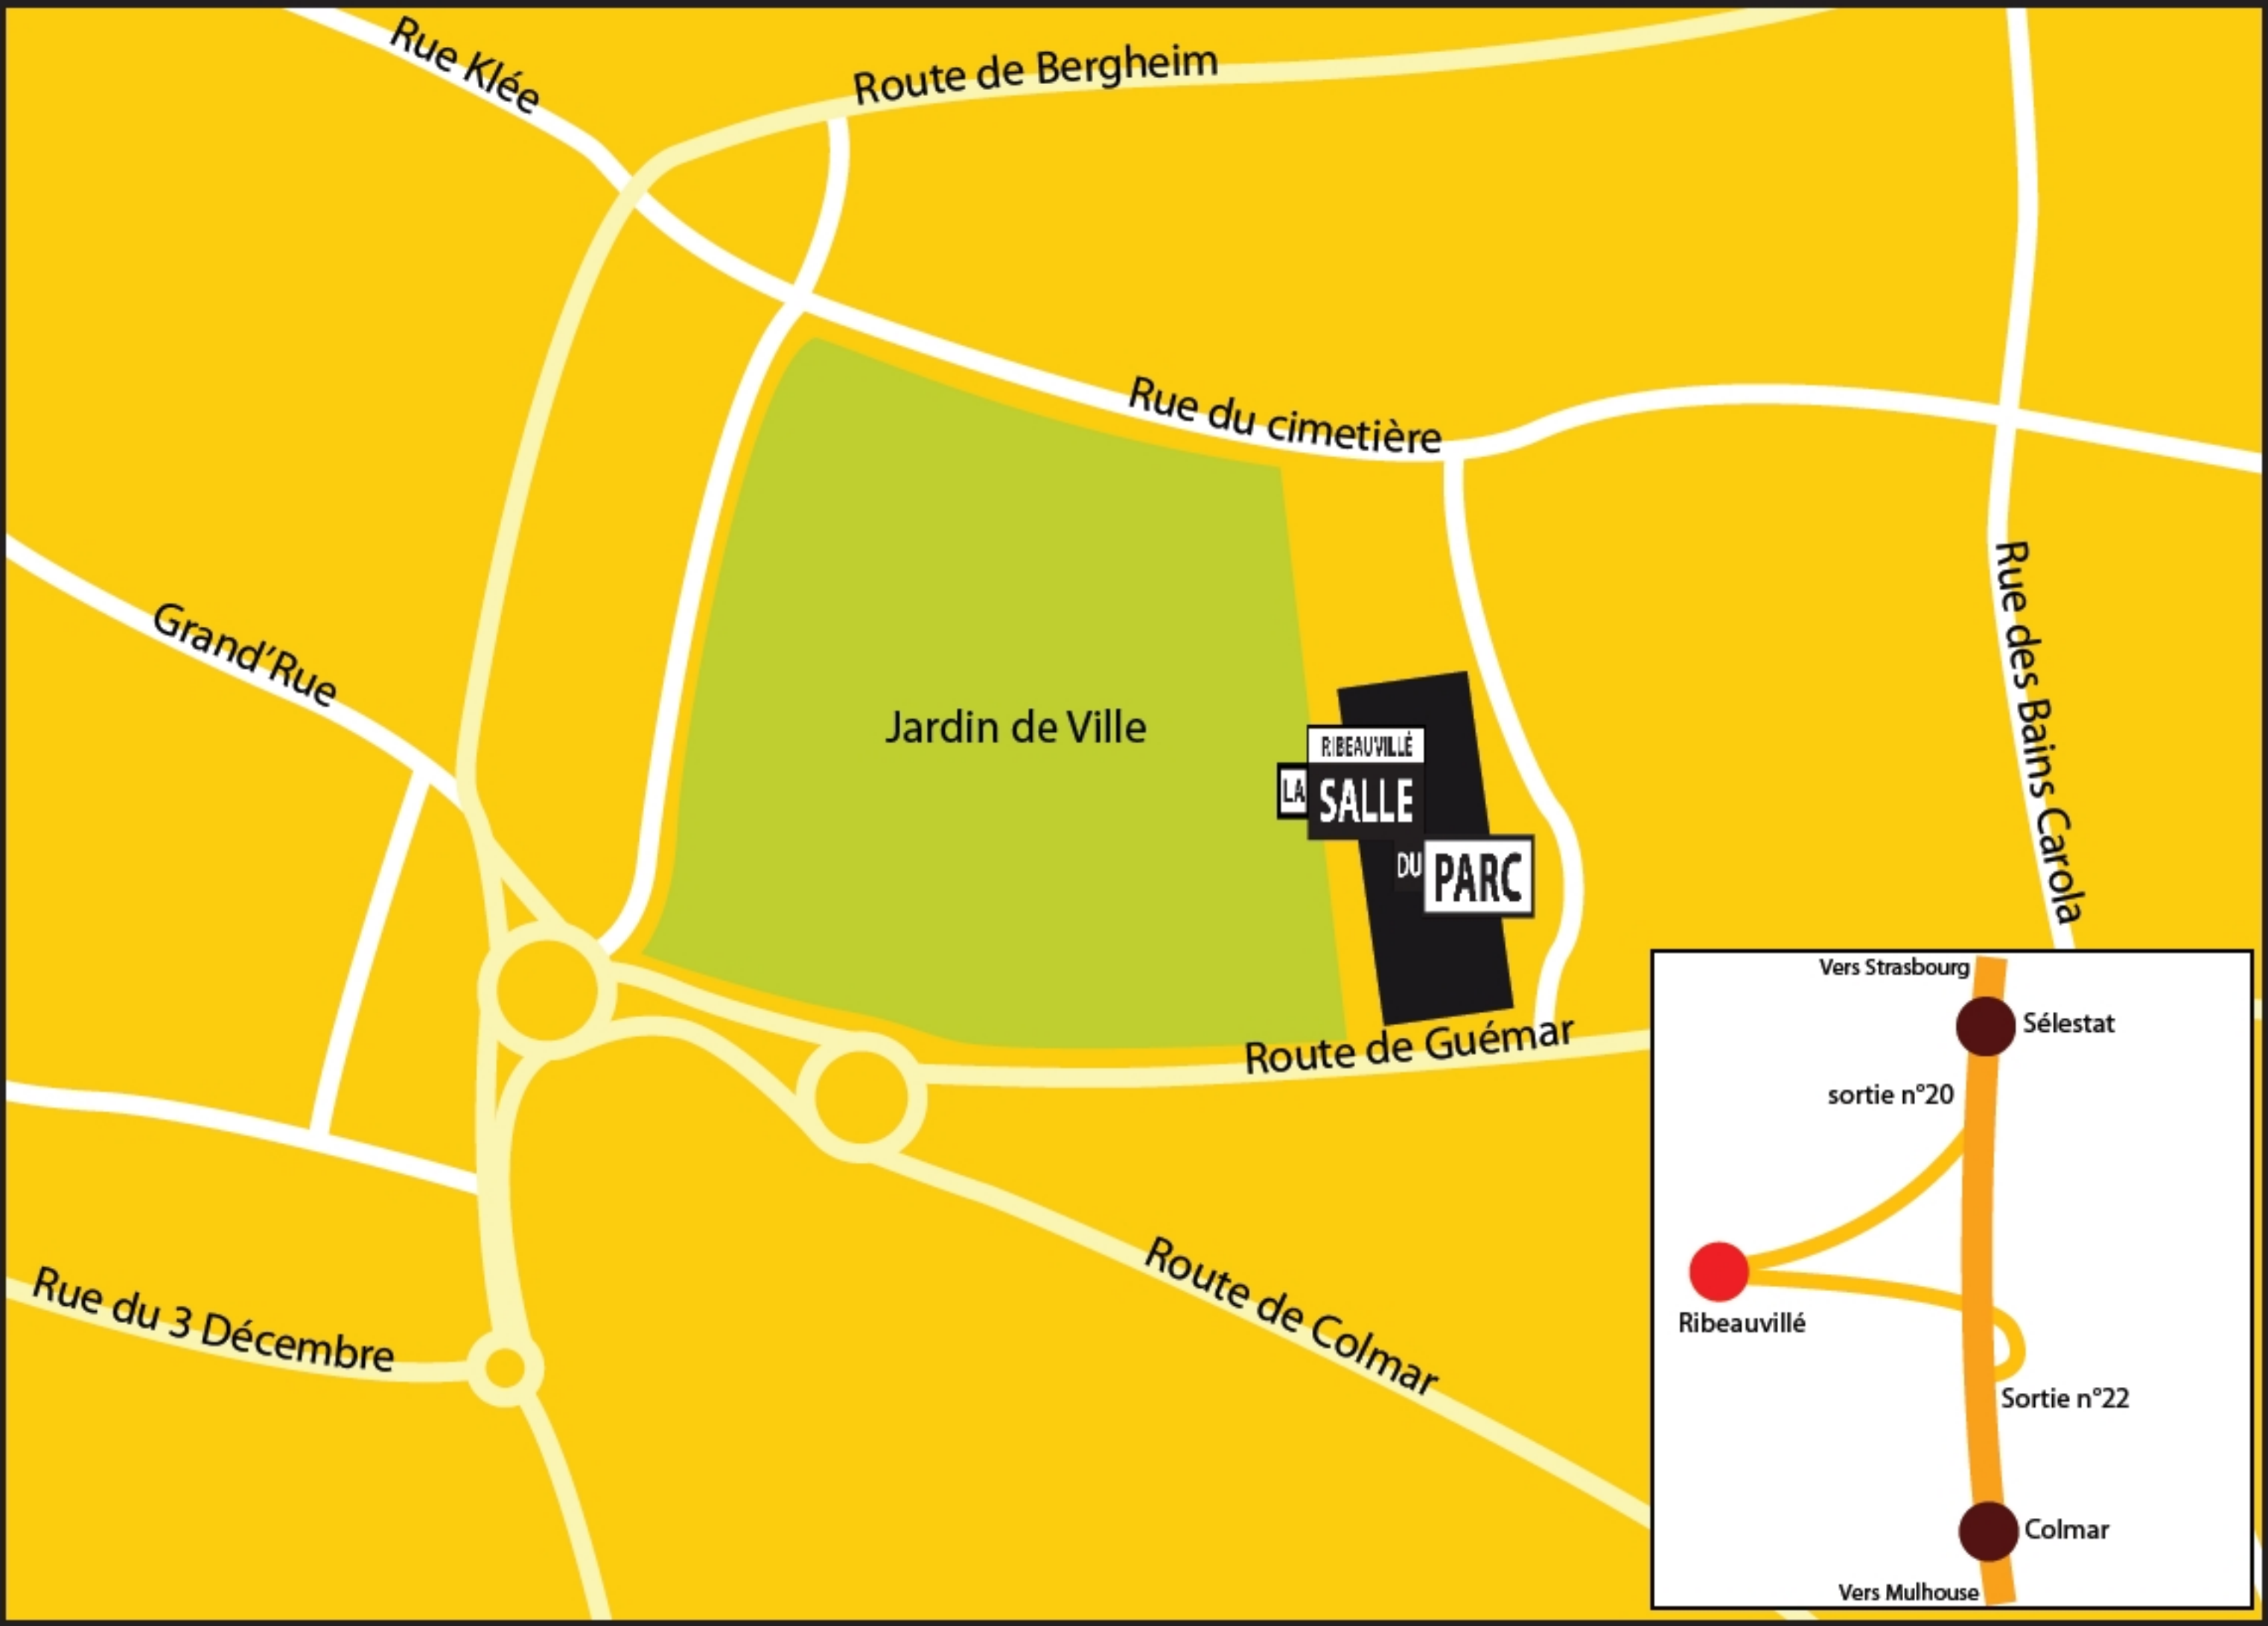 Rue Klée
Route de Bergheim
Rue du cimetière
Grand’Rue
Rue des Bains Carola
Jardin de Ville
RIBEAUVILLÉ
LA SALLE
DU PARC
Route de Guémar
Route de Colmar
Rue du 3 Décembre
Vers Strasbourg
Sélestat
sortie n°20
Ribeauvillé
Sortie n°22
Colmar
Vers Mulhouse